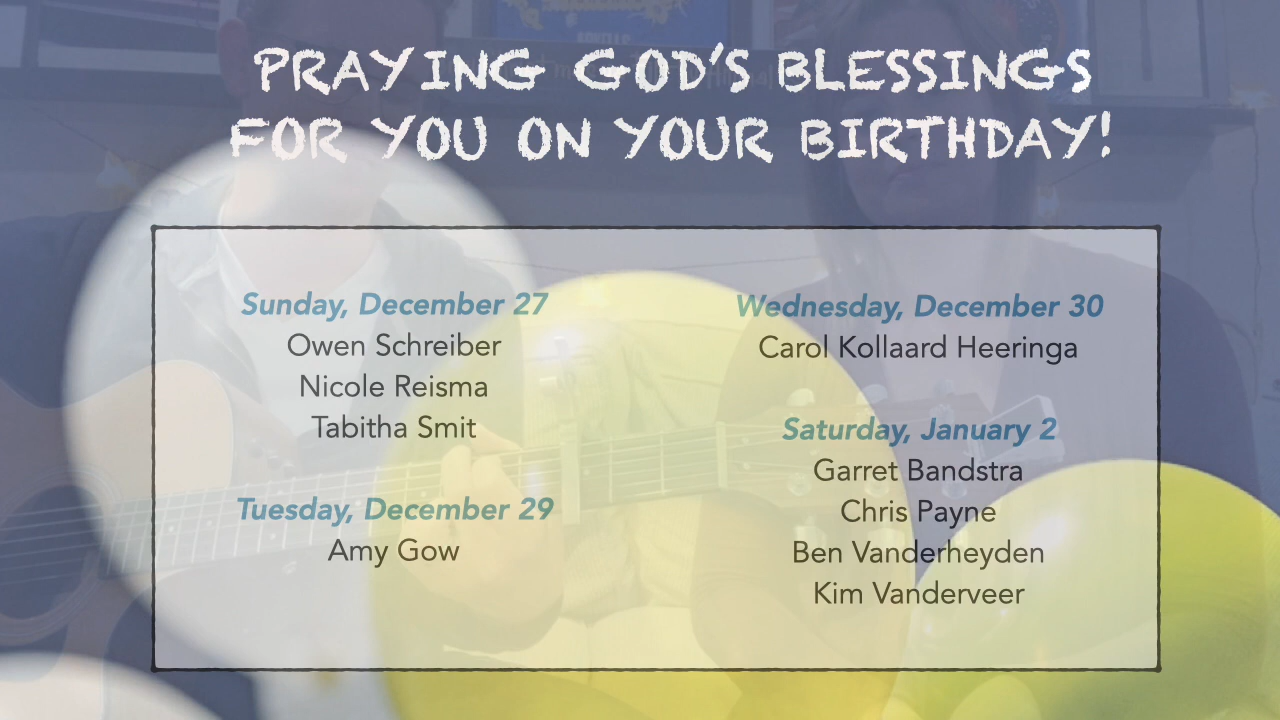 PRAYING GOD'S BLESSINGS
FOR YOU ON YOUR BIRTHDAY!
Sunday, December 27
Owen Schreiber
Nicole Reisma
Tabitha Smit
Tuesday, December 29
Amy Gow
Wednesday, December 30
Carol Kollaard Heeringa
Saturday, January 2
Garret Bandstra
Chris Payne
Ben Vanderheyden
Kim Vanderveer